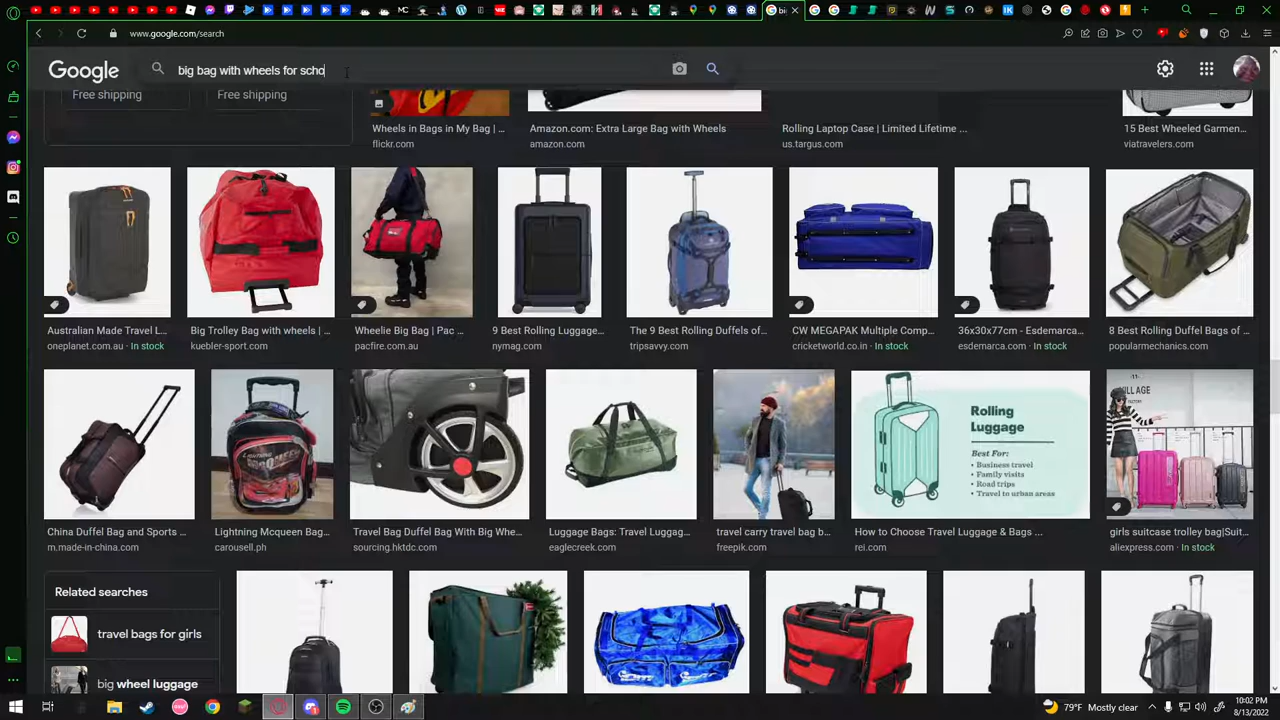 www.google.com/search
Google
big bag with wheels for scho
Free shipping
Free shipping
Wheels in Bags in My Bag | ...
flickr.com
Amazon.com: Extra Large Bag with Wheels
amazon.com
Rolling Laptop Case | Limited Lifetime ...
us.targus.com
15 Best Wheeled Garmen...
viatravelers.com
Australian Made Travel L...
oneplanet.com.au · In stock
Big Trolley Bag with wheels | ...
kuebler-sport.com
Wheelie Big Bag | Pac ...
pacfire.com.au
9 Best Rolling Luggage...
nymag.com
The 9 Best Rolling Duffels of...
tripsavvy.com
CW MEGAPAK Multiple Comp...
cricketworld.co.in · In stock
36x30x77cm - Esdemarca...
esdemarca.com · In stock
8 Best Rolling Duffel Bags of ...
popularmechanics.com
Rolling
Luggage
Best For:
• Business travel
• Family visits
• Road trips
• Travel to urban areas
China Duffel Bag and Sports ...
m.made-in-china.com
Lightning Mcqueen Bag...
carousell.ph
Travel Bag Duffel Bag With Big Whe...
sourcing.hktdc.com
Luggage Bags: Travel Luggag...
eaglecreek.com
travel carry travel bag b...
freepik.com
How to Choose Travel Luggage & Bags ...
rei.com
girls suitcase trolley bag|Suit...
aliexpress.com · In stock
Related searches
travel bags for girls
big wheel luggage
79°F Mostly clear
10:02 PM
8/13/2022